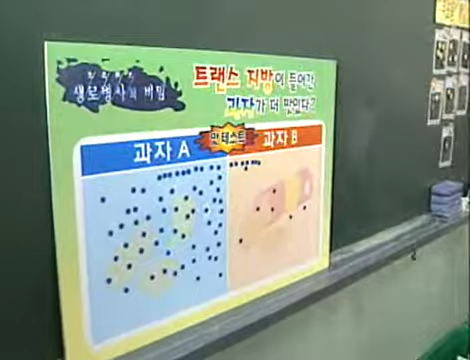 생로병사의 비밀
트랜스 지방이 들어간
과자가 더 맛있다?
맛 테스트
과자 A
과자 B